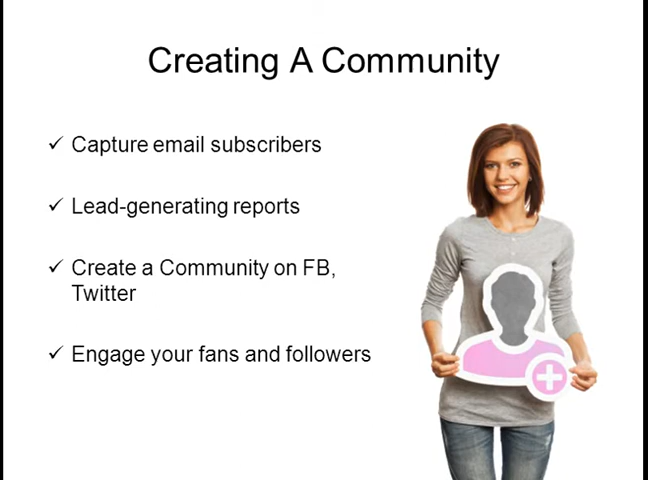 Creating A Community
✓ Capture email subscribers
✓ Lead-generating reports
✓ Create a Community on FB,
Twitter
✓ Engage your fans and followers